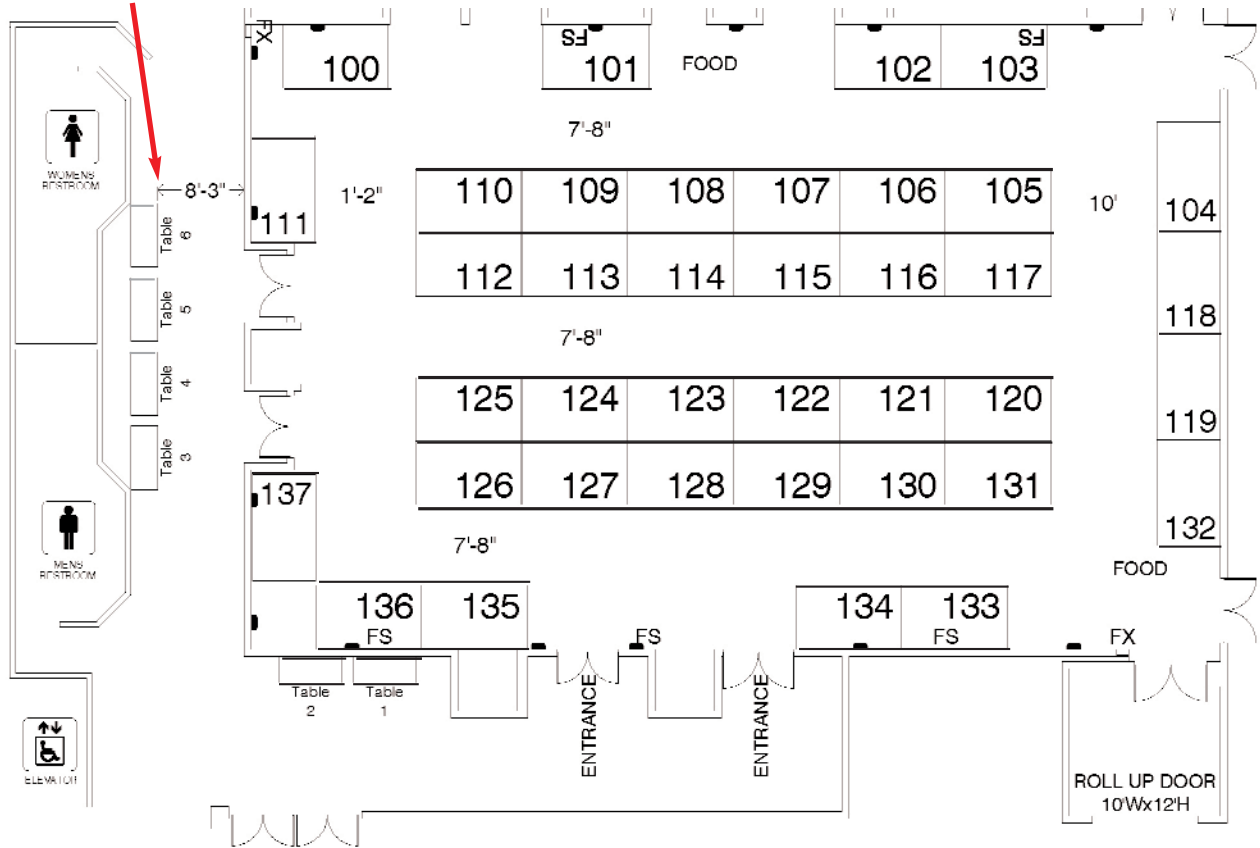 FX
FS
FS
100
101
FOOD
102
103
7'-8"
WOMENS
RESTROOM
8'-3"
1'-2"
110
109
108
107
106
105
10'
104
111
Table
6
112
113
114
115
116
117
Table
5
118
7'-8"
Table
4
125
124
123
122
121
120
119
Table
3
137
126
127
128
129
130
131
132
MENS
RESTROOM
7'-8"
FOOD
136
135
134
133
FS
FS
FS
FX
Table
2
Table
1
ENTRANCE
ENTRANCE
ELEVATOR
ROLL UP DOOR
10'Wx12'H